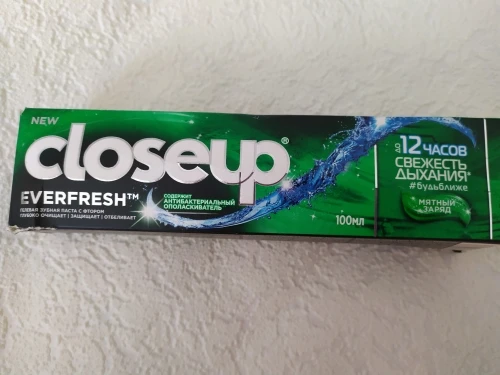 NEW
closeup®
EVERFRESH™
ГЕЛЕВАЯ ЗУБНАЯ ПАСТА С ФТОРОМ
ГЛУБОКО ОЧИЩАЕТ | ЗАЩИЩАЕТ | ОТБЕЛИВАЕТ
СОДЕРЖИТ
АНТИБАКТЕРИАЛЬНЫЙ
ОПОЛАСКИВАТЕЛЬ
100МЛ
ДО 12 ЧАСОВ
СВЕЖЕСТЬ
ДЫХАНИЯ*
#будьближе
МЯТНЫЙ
ЗАРЯД